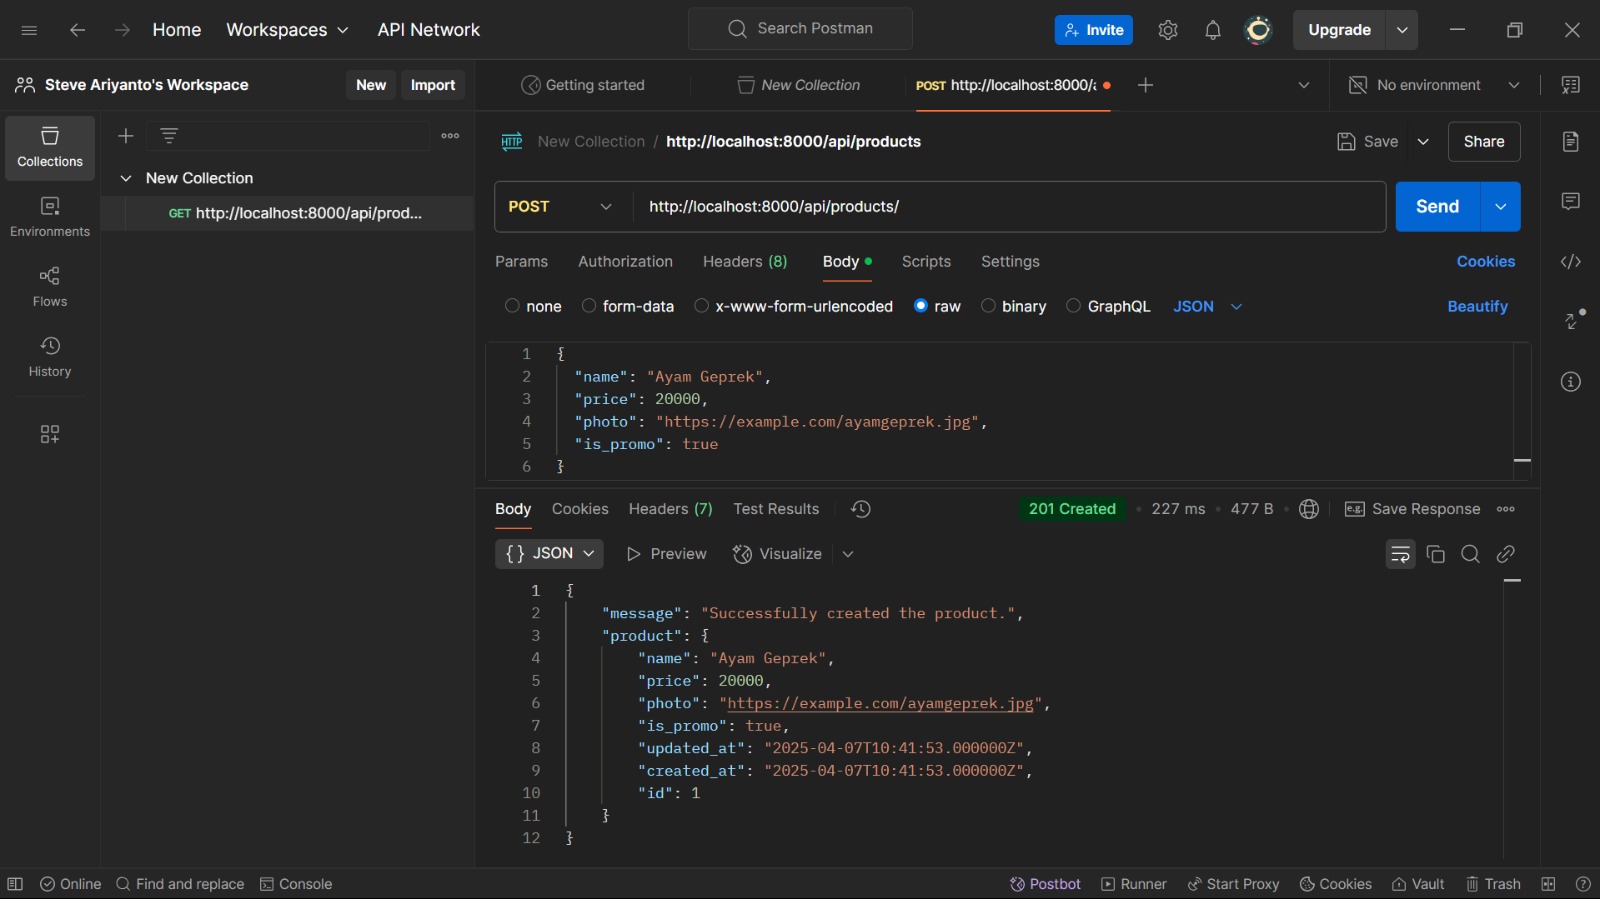 Home Workspaces API Network Search Postman Invite Upgrade
Steve Ariyanto's Workspace New Import Getting started New Collection POST http://localhost:8000/a No environment
Collections
Environments
Flows
History
New Collection
GET http://localhost:8000/api/prod...
HTTP New Collection / http://localhost:8000/api/products Save Share
POST http://localhost:8000/api/products/ Send
Params Authorization Headers (8) Body Scripts Settings Cookies
none form-data x-www-form-urlencoded raw binary GraphQL JSON Beautify
1 {
2 "name": "Ayam Geprek",
3 "price": 20000,
4 "photo": "https://example.com/ayamgeprek.jpg",
5 "is_promo": true
6 }
Body Cookies Headers (7) Test Results 201 Created • 227 ms • 477 B • e.g. Save Response
{} JSON Preview Visualize
1 {
2 "message": "Successfully created the product.",
3 "product": {
4 "name": "Ayam Geprek",
5 "price": 20000,
6 "photo": "https://example.com/ayamgeprek.jpg",
7 "is_promo": true,
8 "updated_at": "2025-04-07T10:41:53.000000Z",
9 "created_at": "2025-04-07T10:41:53.000000Z",
10 "id": 1
11 }
12 }
Online Find and replace Console Postbot Runner Start Proxy Cookies Vault Trash